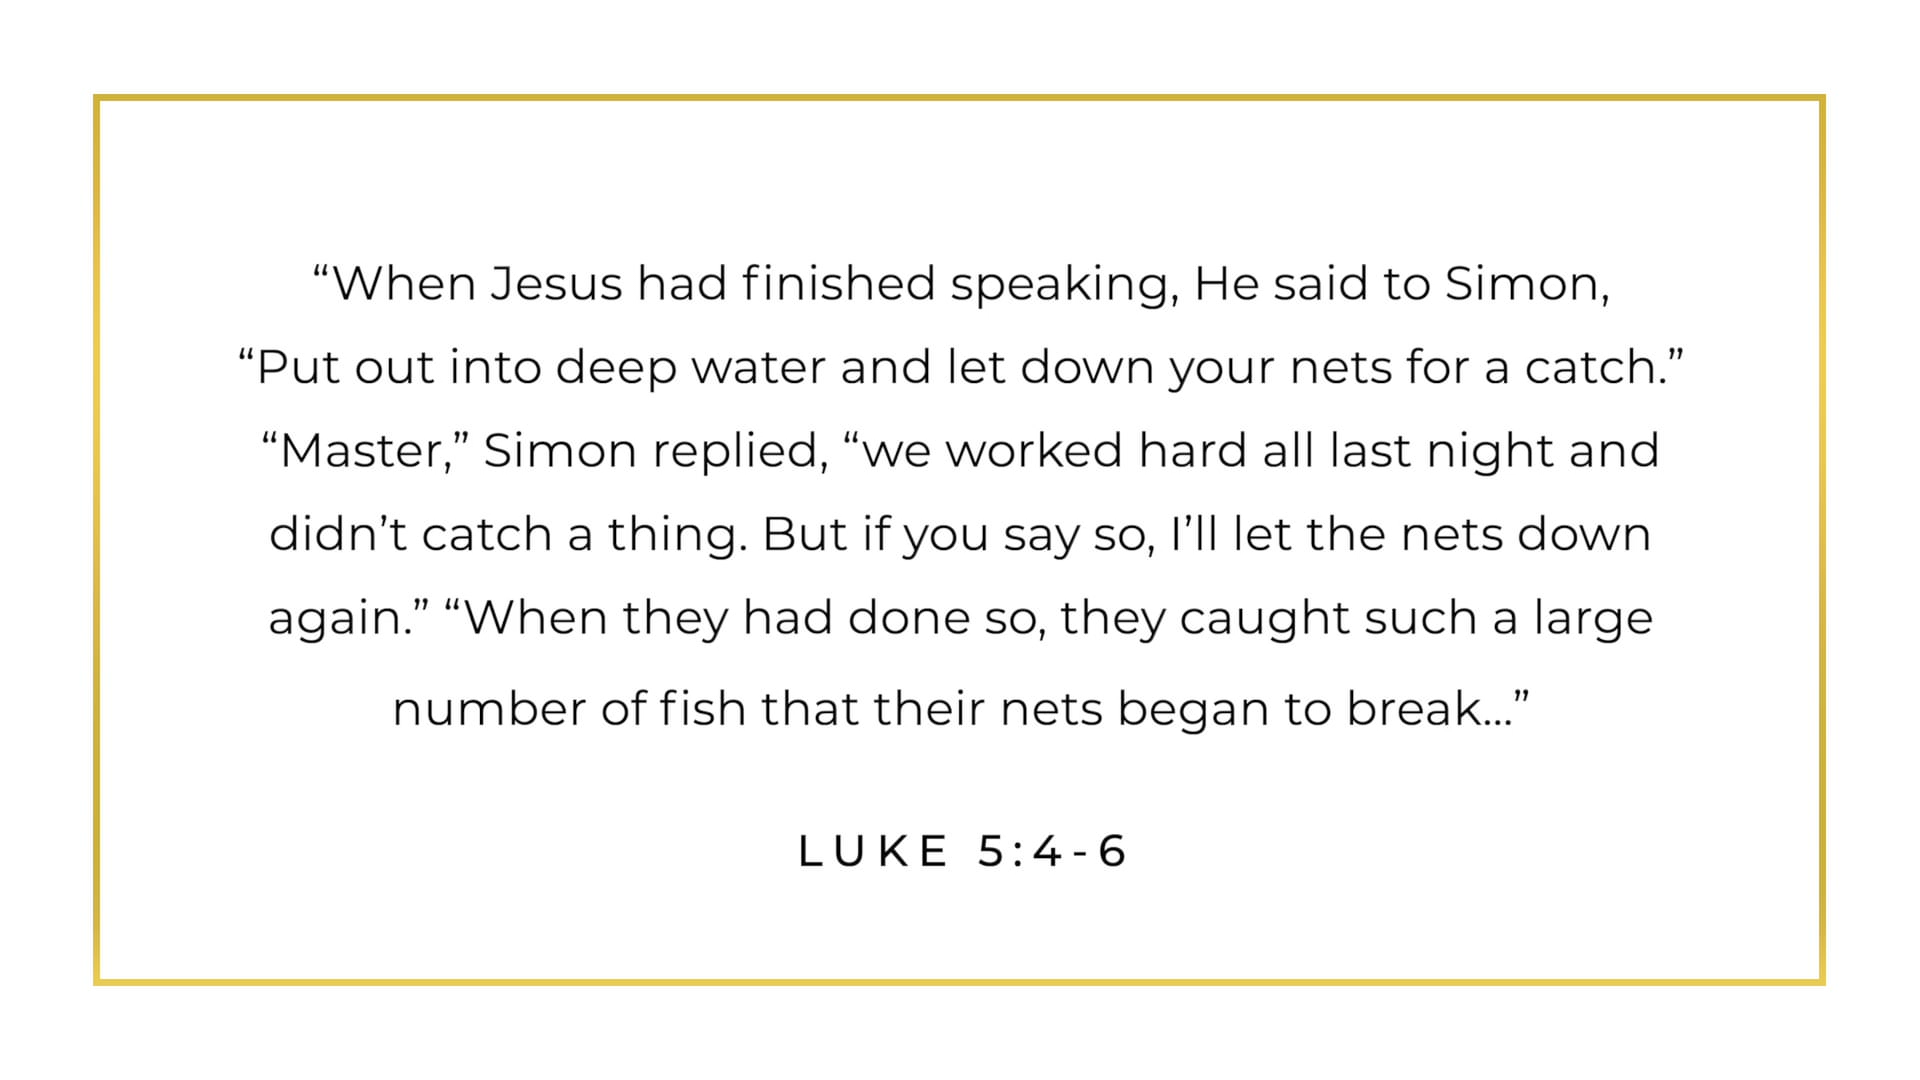 “When Jesus had finished speaking, He said to Simon,
“Put out into deep water and let down your nets for a catch.”
“Master,” Simon replied, “we worked hard all last night and
didn’t catch a thing. But if you say so, I’ll let the nets down
again.” “When they had done so, they caught such a large
number of fish that their nets began to break...”
LUKE 5:4-6